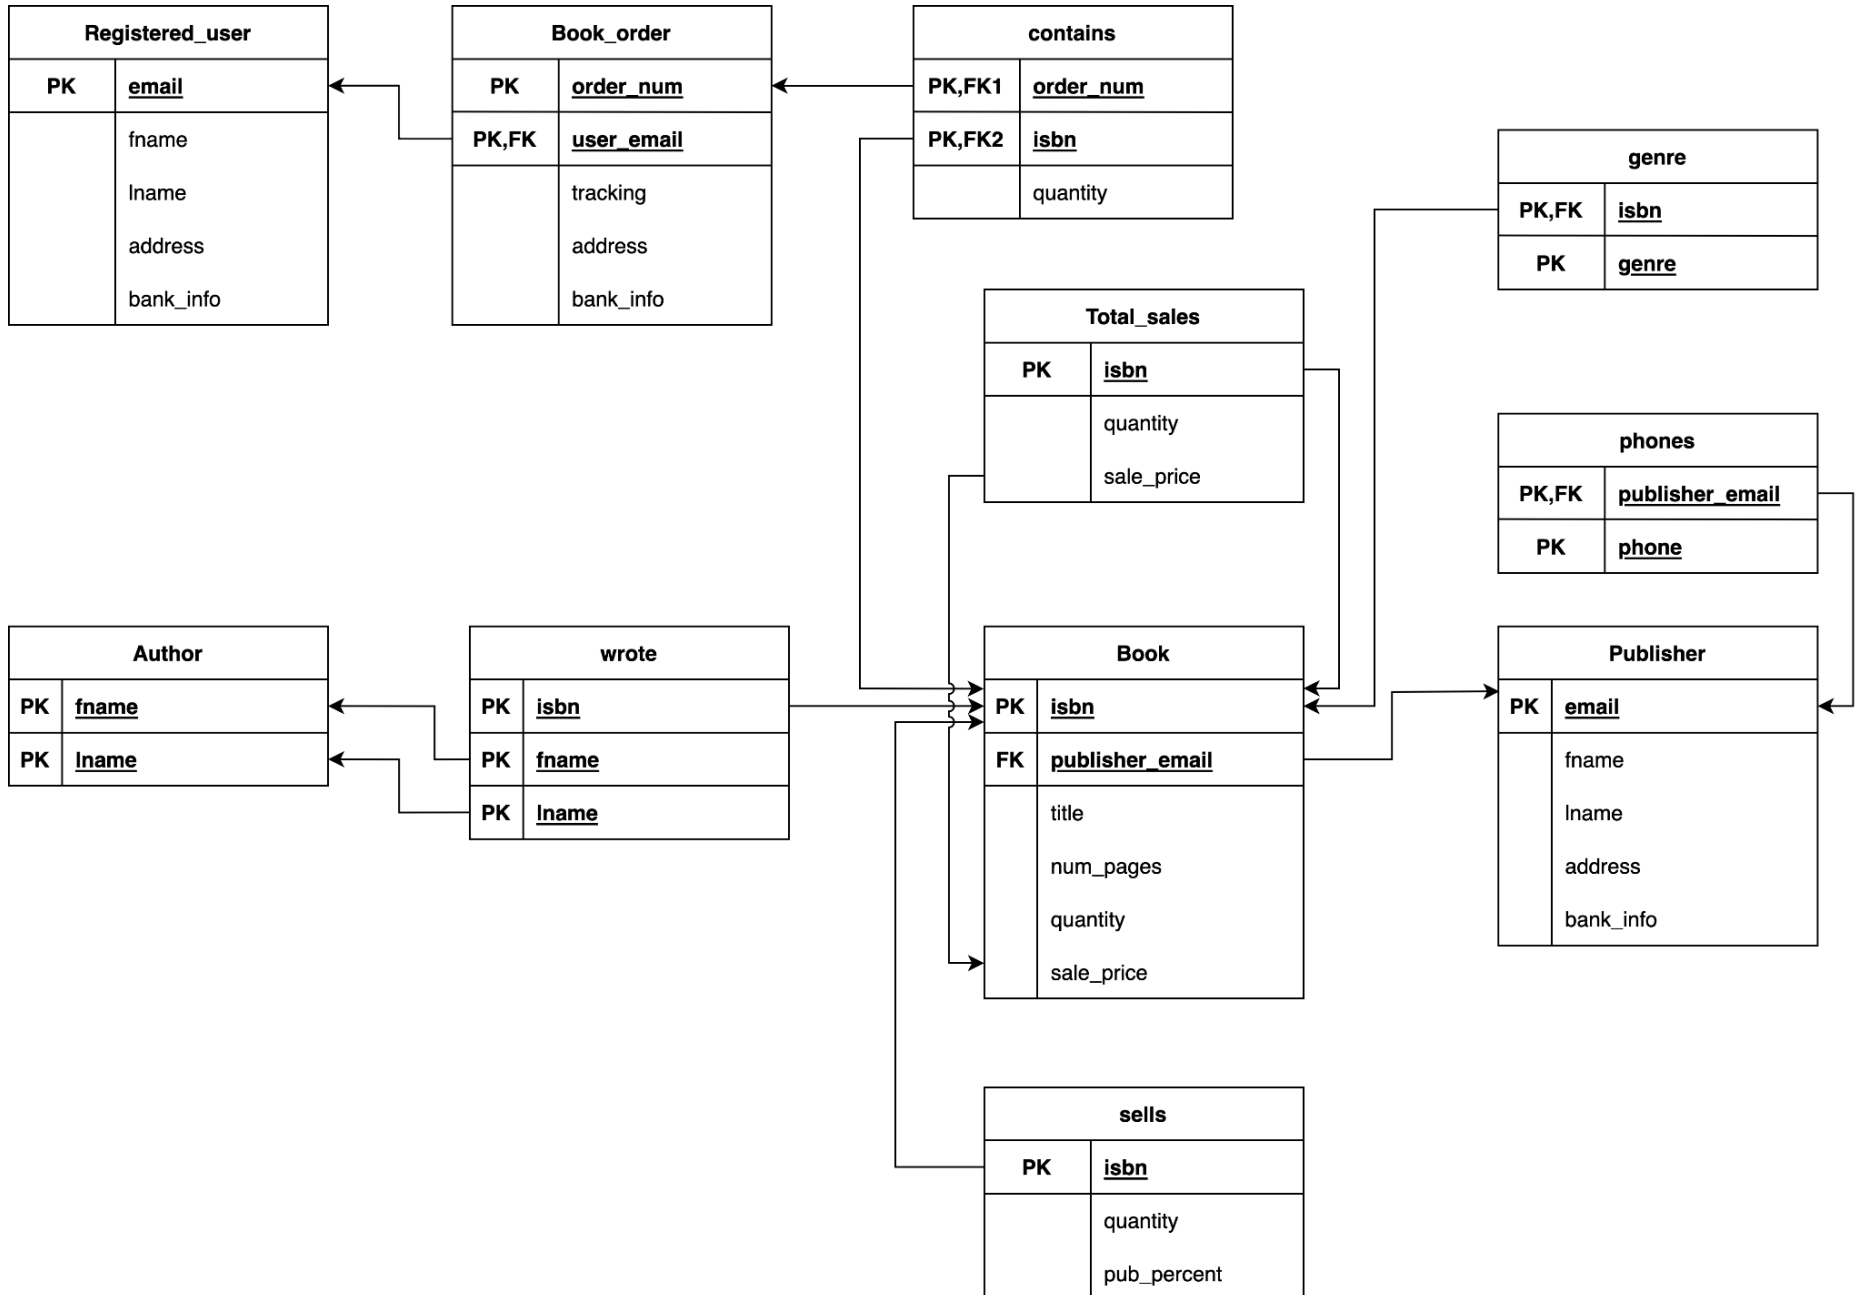 Registered_user
PK email
fname
lname
address
bank_info
Book_order
PK order_num
PK,FK user_email
tracking
address
bank_info
contains
PK,FK1 order_num
PK,FK2 isbn
quantity
genre
PK,FK isbn
PK genre
Total_sales
PK isbn
quantity
sale_price
phones
PK,FK publisher_email
PK phone
Author
PK fname
PK lname
wrote
PK isbn
PK fname
PK lname
Book
PK isbn
FK publisher_email
title
num_pages
quantity
sale_price
Publisher
PK email
fname
lname
address
bank_info
sells
PK isbn
quantity
pub_percent